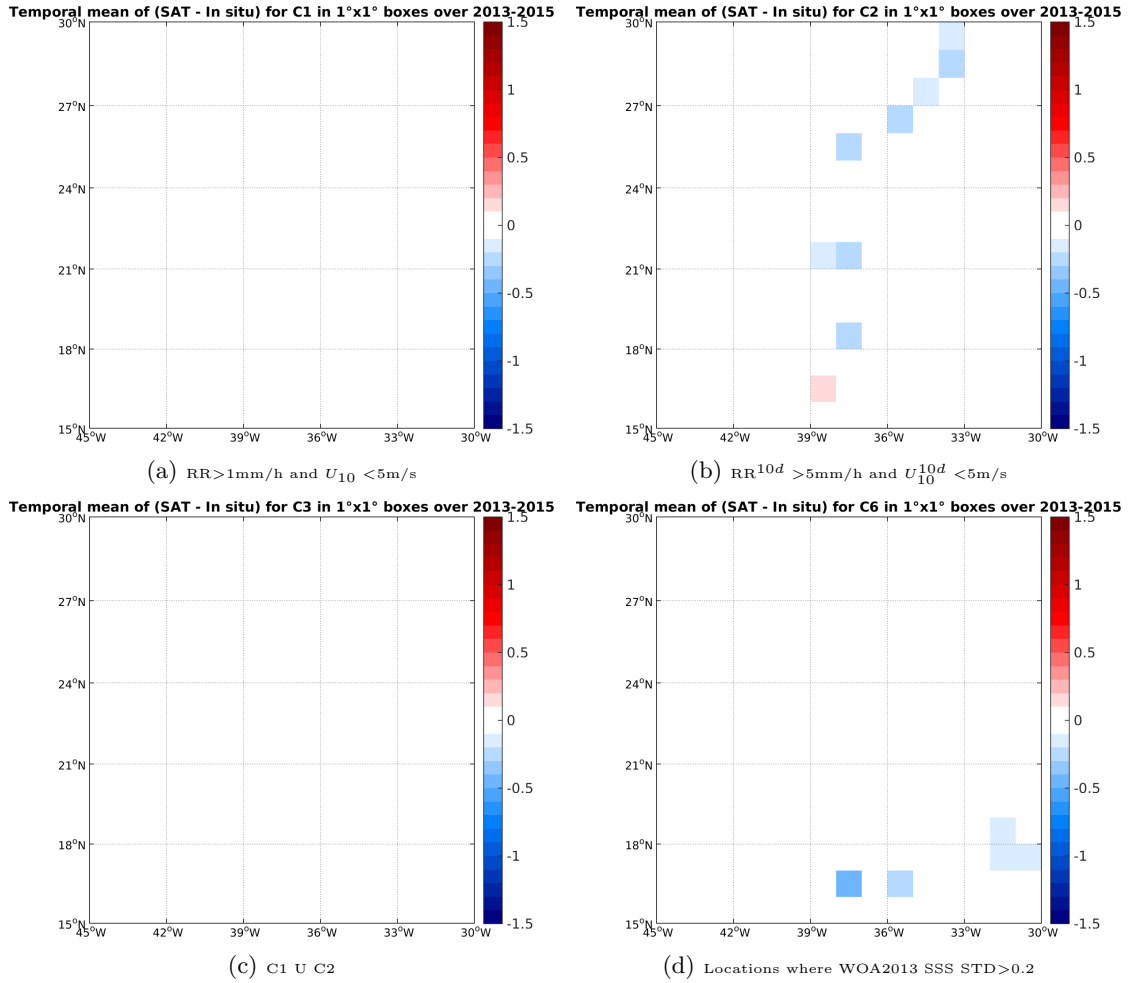 Temporal mean of (SAT - In situ) for C1 in 1°x1° boxes over 2013-2015
30°N
27°N
24°N
21°N
18°N
15°N
45°W 42°W 39°W 36°W 33°W 30°W
1.5
1
0.5
0
-0.5
-1
-1.5
(a) RR>1mm/h and U10 <5m/s
Temporal mean of (SAT - In situ) for C2 in 1°x1° boxes over 2013-2015
30°N
27°N
24°N
21°N
18°N
15°N
45°W 42°W 39°W 36°W 33°W 30°W
1.5
1
0.5
0
-0.5
-1
-1.5
(b) RR^10d >5mm/h and U10^10d <5m/s
Temporal mean of (SAT - In situ) for C3 in 1°x1° boxes over 2013-2015
30°N
27°N
24°N
21°N
18°N
15°N
45°W 42°W 39°W 36°W 33°W 30°W
1.5
1
0.5
0
-0.5
-1
-1.5
(c) C1 U C2
Temporal mean of (SAT - In situ) for C6 in 1°x1° boxes over 2013-2015
30°N
27°N
24°N
21°N
18°N
15°N
45°W 42°W 39°W 36°W 33°W 30°W
1.5
1
0.5
0
-0.5
-1
-1.5
(d) Locations where WOA2013 SSS STD>0.2